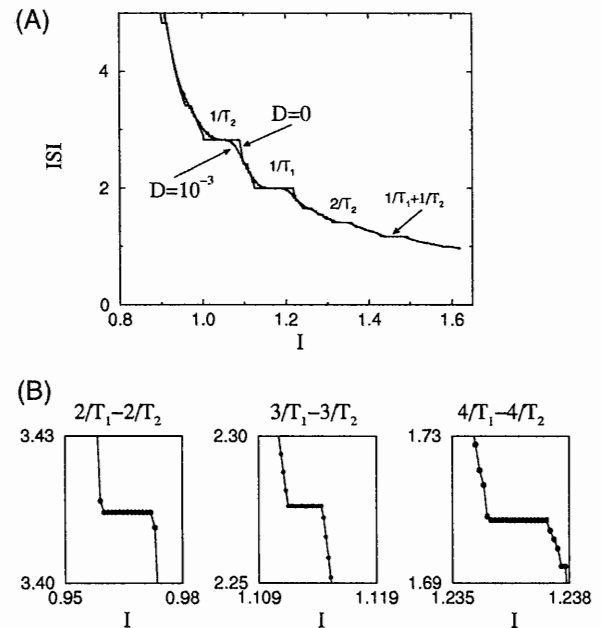 (A)
4
2
0
ISI
1/T₂
D=0
D=10⁻³
1/T₁
2/T₂
1/T₁+1/T₂
0.8
1.0
1.2
1.4
1.6
I
(B)
2/T₁−2/T₂
3/T₁−3/T₂
4/T₁−4/T₂
3.43
3.40
0.95
0.98
I
2.30
2.25
1.109
1.119
I
1.73
1.69
1.235
1.238
I